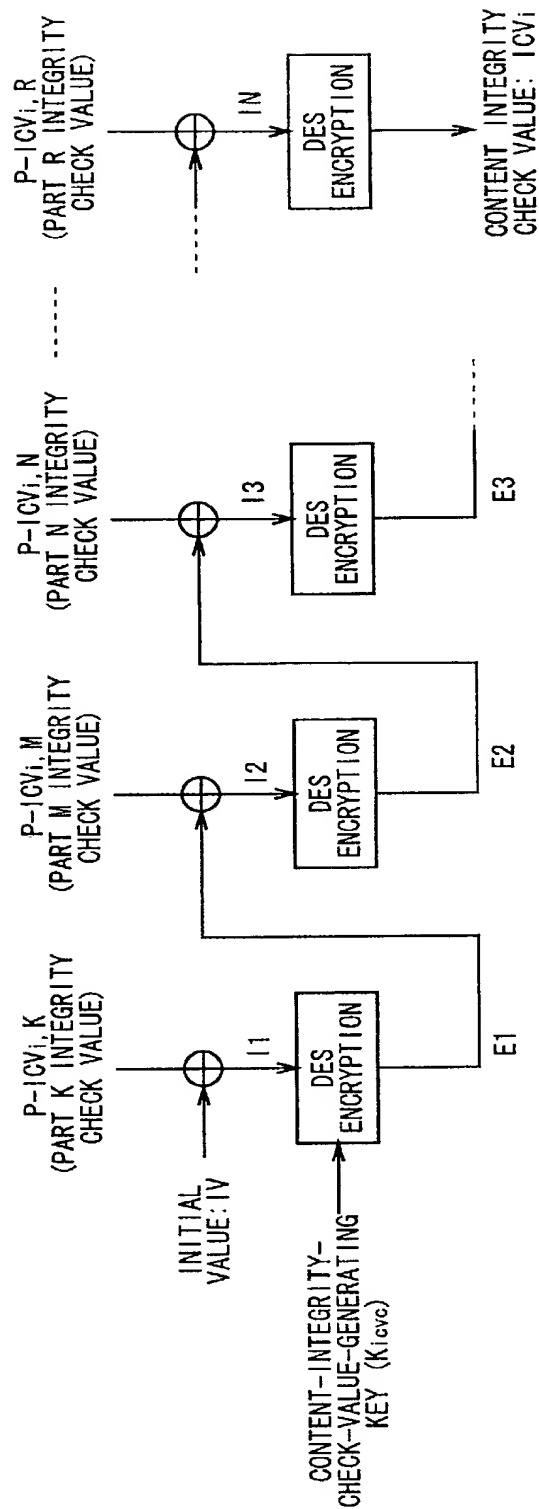 P-ICVi,K
(PART K INTEGRITY
CHECK VALUE)
P-ICVi,M
(PART M INTEGRITY
CHECK VALUE)
P-ICVi,N
(PART N INTEGRITY
CHECK VALUE)
P-ICVi,R
(PART R INTEGRITY
CHECK VALUE)
INITIAL
VALUE:IV
I1
I2
I3
IN
CONTENT-INTEGRITY-
CHECK-VALUE-GENERATING
KEY (Kicvc)
DES
ENCRYPTION
DES
ENCRYPTION
DES
ENCRYPTION
DES
ENCRYPTION
E1
E2
E3
CONTENT INTEGRITY
CHECK VALUE: ICVi